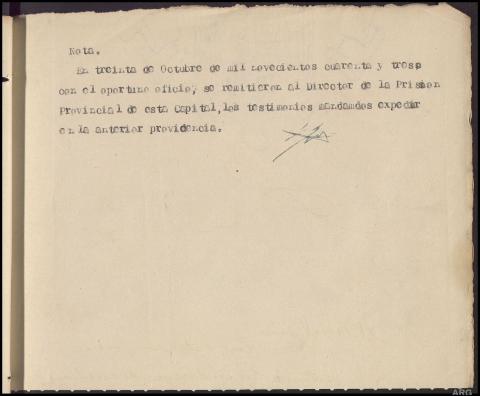 Nota.
En treinta de Octubre de mil novecientos cuarenta y tres,
con el oportuno oficio, se remitieron al Director de la Prision
Provincial de esta Capital, los testimonios mandados expedir
en la anterior providencia.
ARG